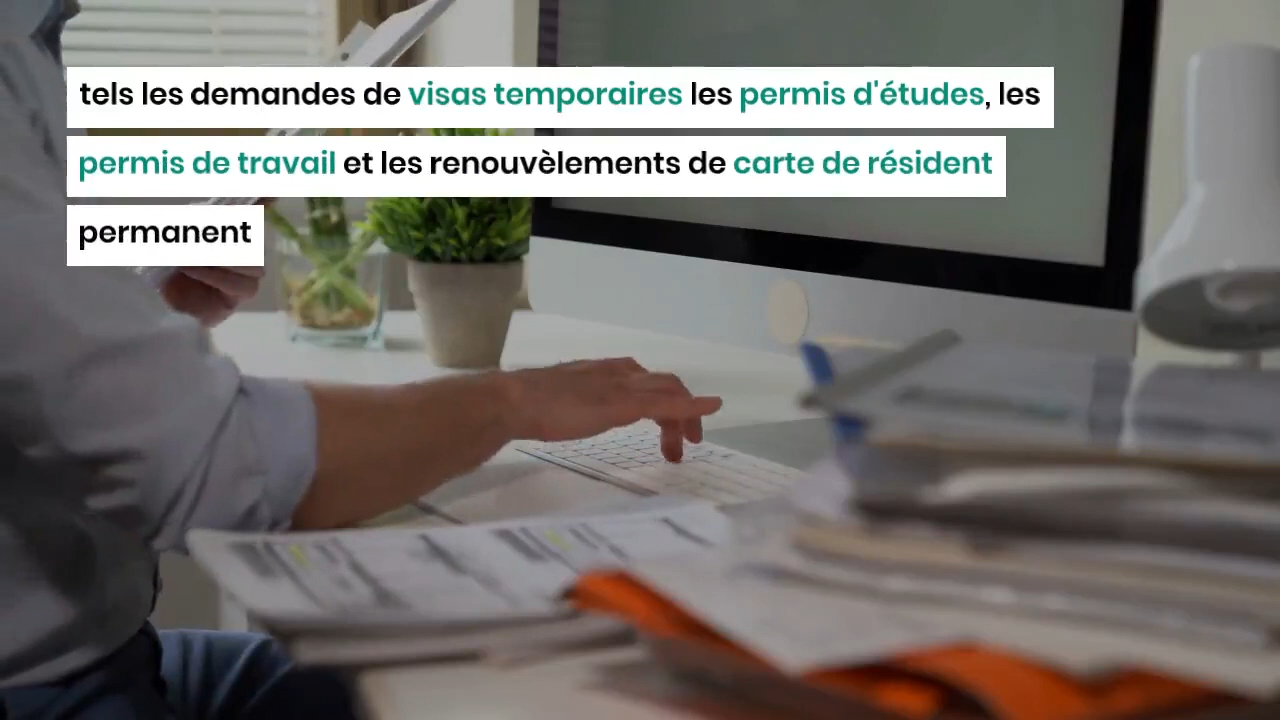 tels les demandes de visas temporaires les permis d'études, les
permis de travail et les renouvèlements de carte de résident
permanent